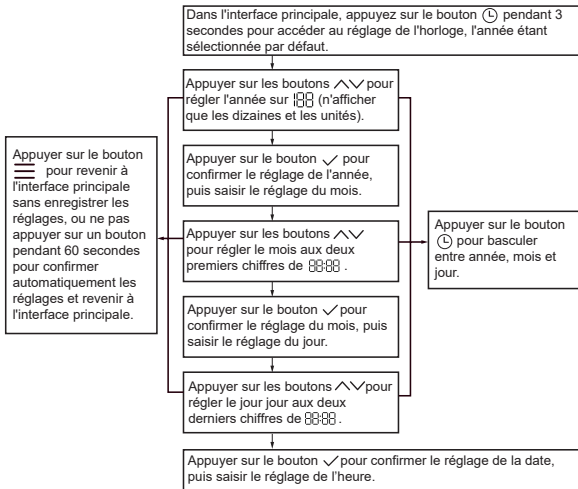 Dans l'interface principale, appuyez sur le bouton pendant 3
secondes pour accéder au réglage de l'horloge, l'année étant
sélectionnée par défaut.
Appuyer sur les boutons pour
régler l'année sur 188 (n'afficher
que les dizaines et les unités).
Appuyer sur le bouton
pour revenir à
l'interface principale
sans enregistrer les
réglages, ou ne pas
appuyer sur un bouton
pendant 60 secondes
pour confirmer
automatiquement les
réglages et revenir à
l'interface principale.
Appuyer sur le bouton ✓ pour
confirmer le réglage de l'année,
puis saisir le réglage du mois.
Appuyer sur les boutons
pour régler le mois aux deux
premiers chiffres de 88:88 .
Appuyer sur le bouton
pour basculer
entre année, mois et
jour.
Appuyer sur le bouton ✓ pour
confirmer le réglage du mois, puis
saisir le réglage du jour.
Appuyer sur les boutons pour
régler le jour jour aux deux
derniers chiffres de 88:88 .
Appuyer sur le bouton ✓ pour confirmer le réglage de la date,
puis saisir le réglage de l'heure.